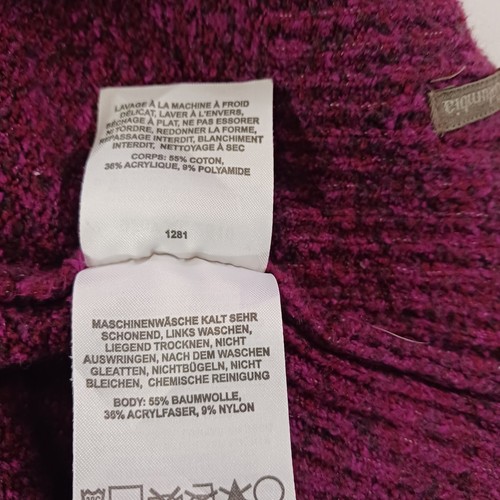 LAVAGE À LA MACHINE À FROID
DÉLICAT, LAVER À L'ENVERS,
SÉCHAGE À PLAT, NE PAS ESSORER
NI TORDRE, REDONNER LA FORME,
REPASSAGE INTERDIT, BLANCHIMENT
INTERDIT, NETTOYAGE À SEC
CORPS: 55% COTON,
36% ACRYLIQUE, 9% POLYAMIDE
1281
MASCHINENWÄSCHE KALT SEHR
SCHONEND, LINKS WASCHEN,
LIEGEND TROCKNEN, NICHT
AUSWRINGEN, NACH DEM WASCHEN
GLEATTEN, NICHTBÜGELN, NICHT
BLEICHEN, CHEMISCHE REINIGUNG
BODY: 55% BAUMWOLLE,
36% ACRYLFASER, 9% NYLON